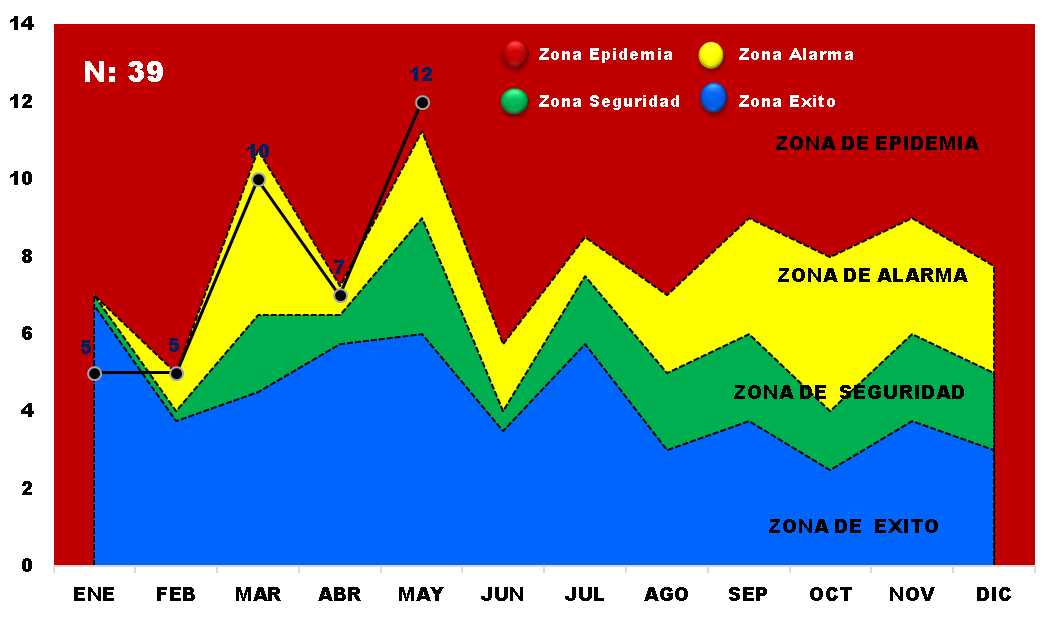 14
N: 39
Zona Epidemia
Zona Alarma
12
12
Zona Seguridad
Zona Exito
ZONA DE EPIDEMIA
10
10
8
ZONA DE ALARMA
7
6
5
5
4
ZONA DE SEGURIDAD
2
ZONA DE EXITO
0
ENE FEB MAR ABR MAY JUN JUL AGO SEP OCT NOV DIC